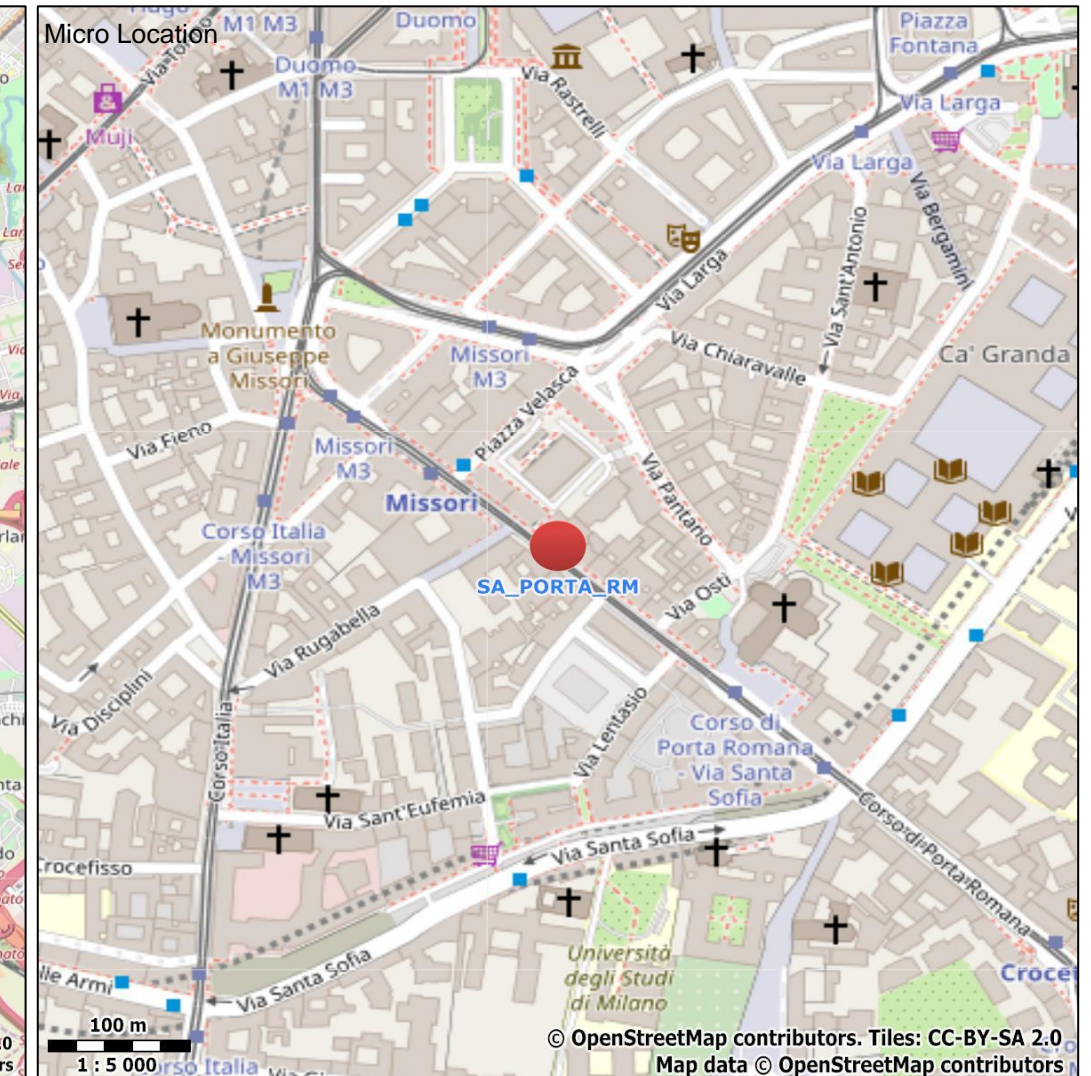 Micro Location
M1 M3
Duomo
Piazza
Fontana
Duomo
M1 M3
Via Rastrelli
Via Larga
Muji
Via Larga
Via Bergamini
Via Sant'Antonio
Via Larga
Monumento
a Giuseppe
Missori
Missori
M3
Via Chiaravalle
Ca' Granda
Piazza Velasca
Via Fieno
Missori
M3
Missori
Via Pantano
Corso Italia
- Missori
M3
SA_PORTA_RM
Via Osti
Via Rugabella
Via Disciplini
Corso Italia
Via Lentasio
Corso di
Porta Romana
- Via Santa
Sofia
Via Sant'Eufemia
Via Santa Sofia
Corso di Porta Romana
Crocefisso
Università
degli Studi
di Milano
Via Santa Sofia
lle Armi
Crocet
100 m
1 : 5 000
© OpenStreetMap contributors. Tiles: CC-BY-SA 2.0
Map data © OpenStreetMap contributors
orso Italia